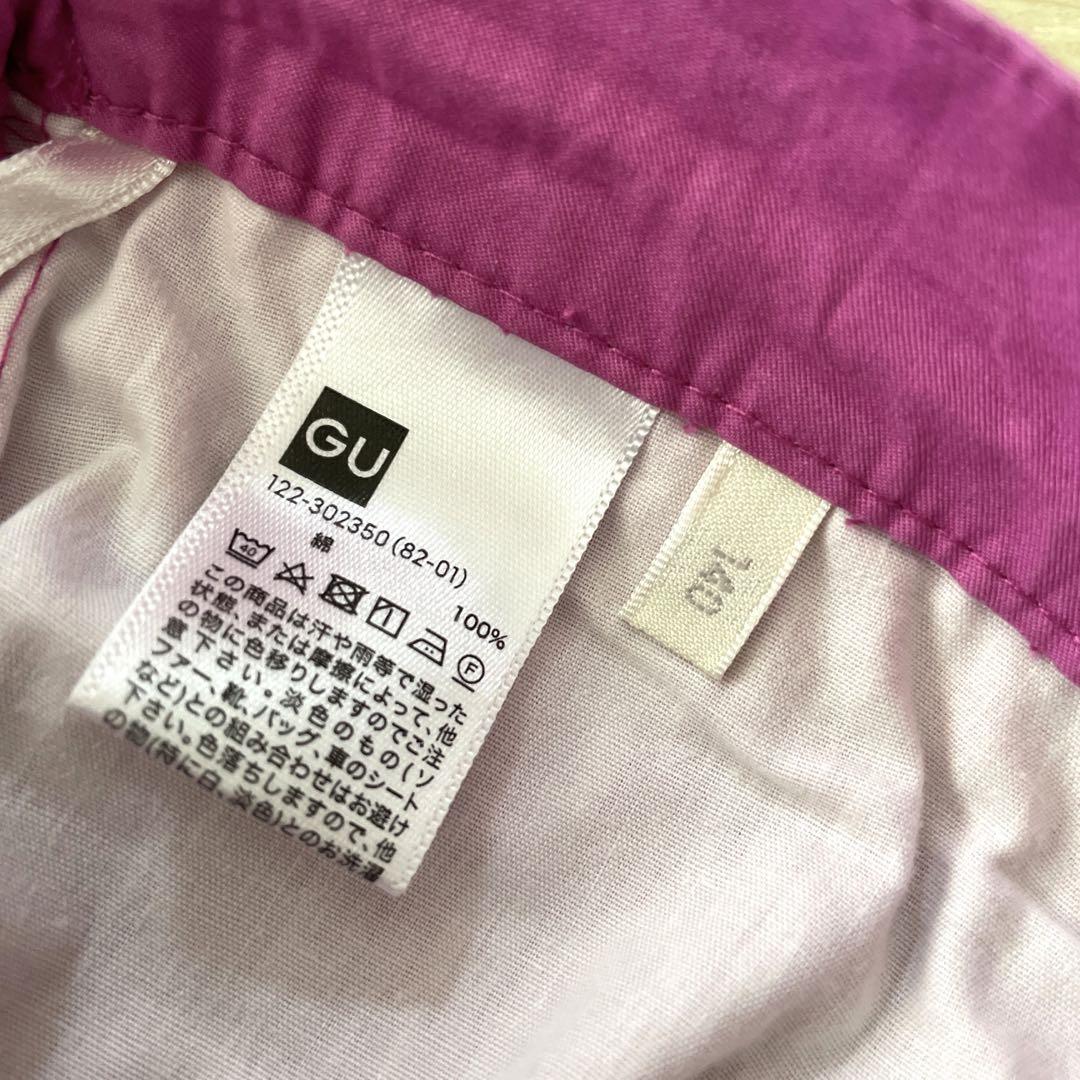 GU
122-302350(82-01)
綿 100%
40
F
この商品は汗や雨等で湿った
状態、または摩擦によって、他
の物に色移りしますのでご注
意下さい・淡色のもの(ソ
ファー、靴、バッグ、車のシート
など)との組み合わせはお避け
下さい。色落ちしますので、他
の物(特に白、淡色)とのお洗濯
140